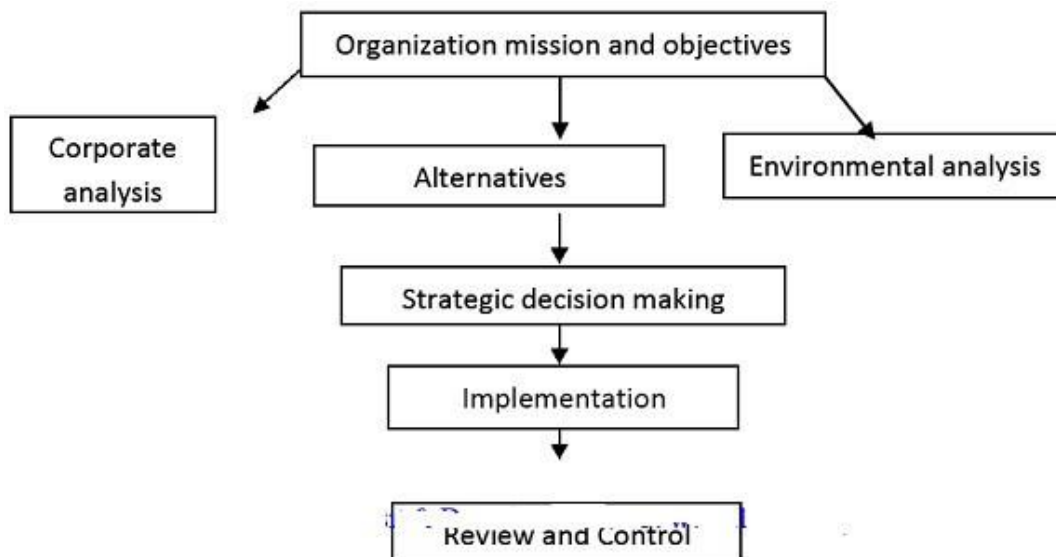 Organization mission and objectives
Corporate
analysis
Alternatives
Environmental analysis
Strategic decision making
Implementation
Review and Control